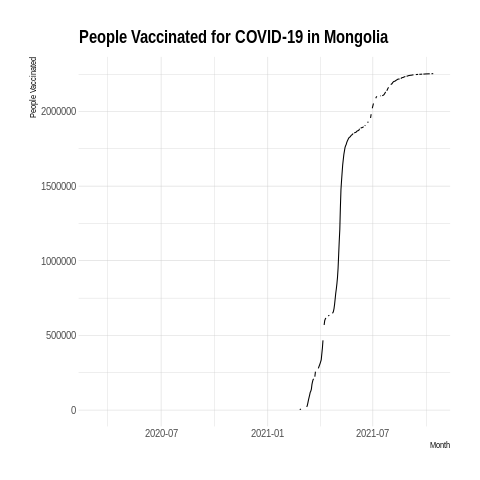 People Vaccinated for COVID-19 in Mongolia
People Vaccinated
2000000
1500000
1000000
500000
0
2020-07 2021-01 2021-07
Month